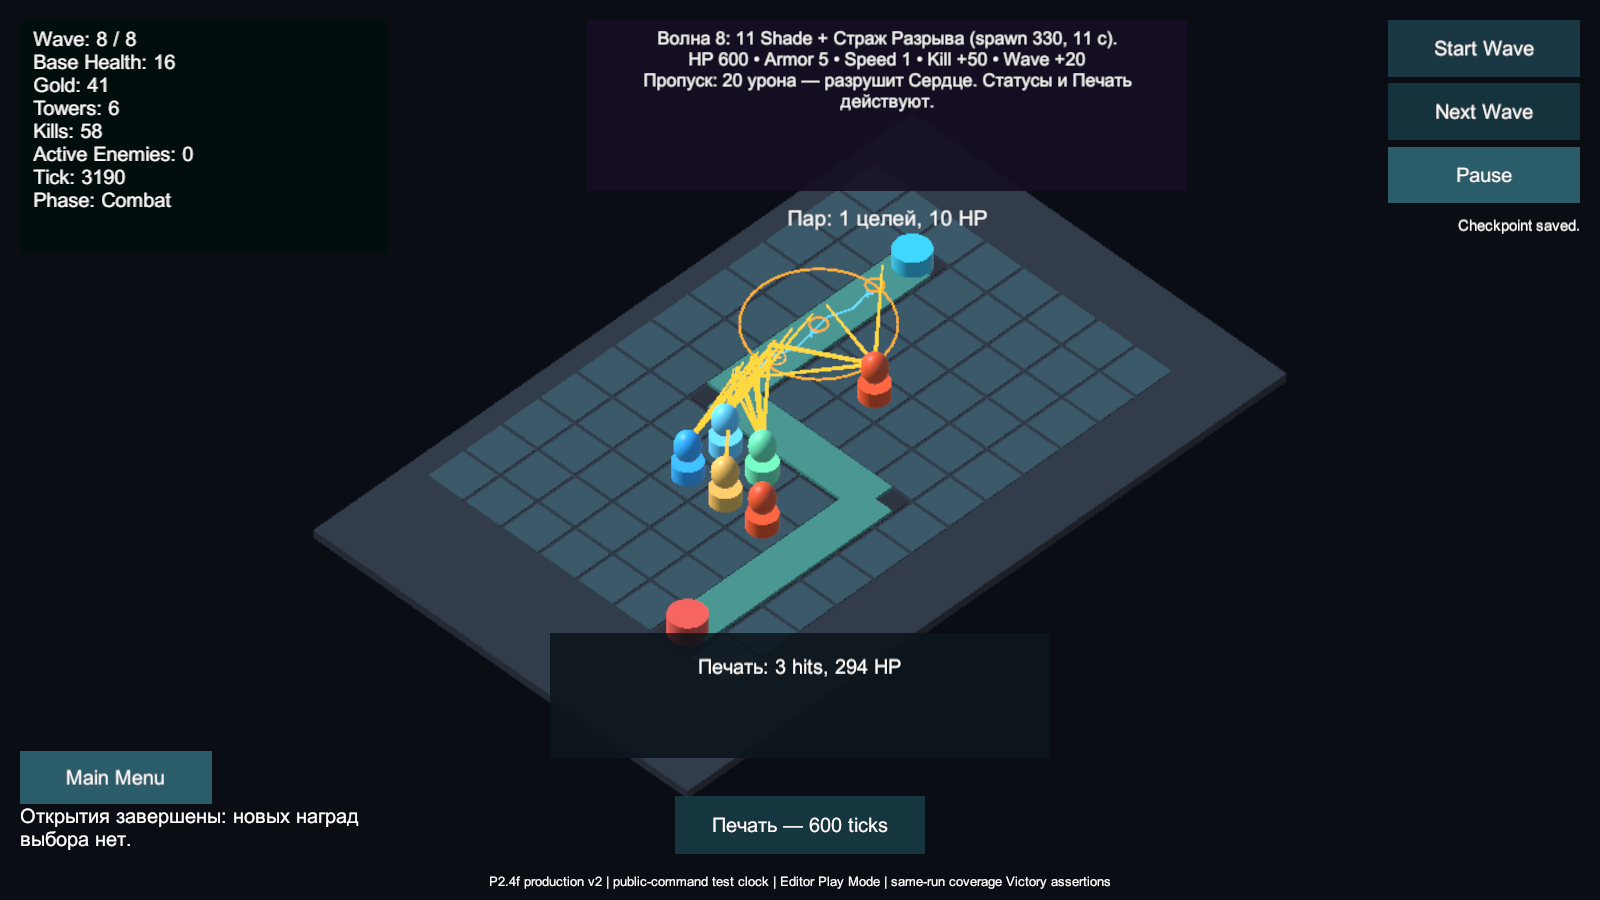 Wave: 8 / 8
Base Health: 16
Gold: 41
Towers: 6
Kills: 58
Active Enemies: 0
Tick: 3190
Phase: Combat
Волна 8: 11 Shade + Страж Разрыва (spawn 330, 11 с).
HP 600 • Armor 5 • Speed 1 • Kill +50 • Wave +20
Пропуск: 20 урона — разрушит Сердце. Статусы и Печать
действуют.
Start Wave
Next Wave
Pause
Checkpoint saved.
Пар: 1 целей, 10 HP
Печать: 3 hits, 294 HP
Main Menu
Открытия завершены: новых наград
выбора нет.
Печать — 600 ticks
P2.4f production v2 | public-command test clock | Editor Play Mode | same-run coverage Victory assertions